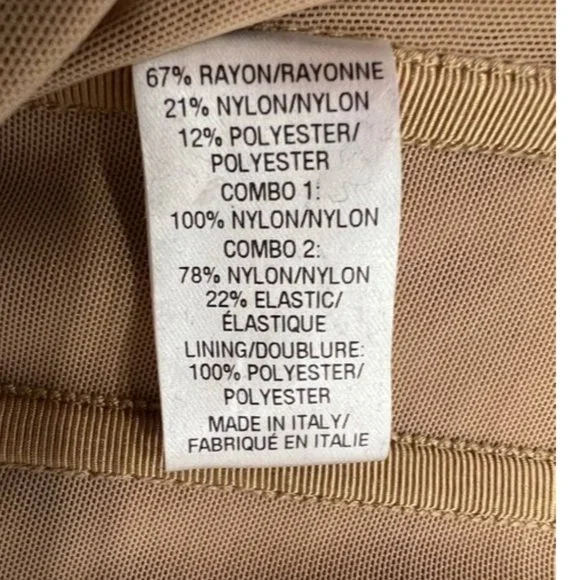 67% RAYON/RAYONNE
21% NYLON/NYLON
12% POLYESTER/
POLYESTER
COMBO 1:
100% NYLON/NYLON
COMBO 2:
78% NYLON/NYLON
22% ELASTIC/
ÉLASTIQUE
LINING/DOUBLURE:
100% POLYESTER/
POLYESTER
MADE IN ITALY/
FABRIQUÉ EN ITALIE